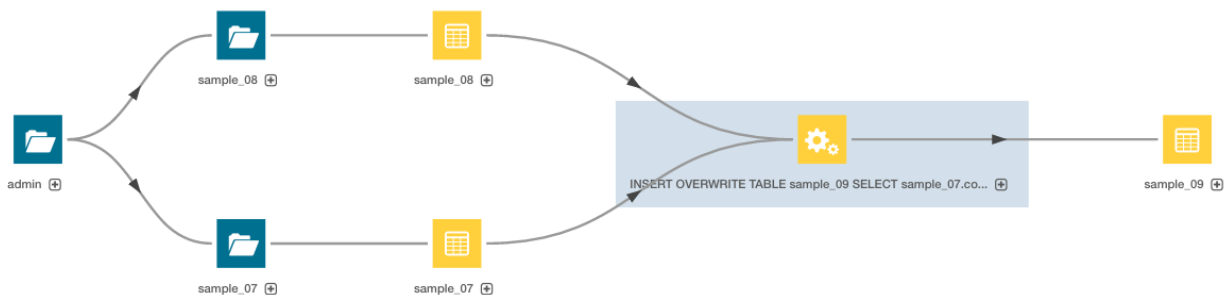 sample_08
sample_08
admin
INSERT OVERWRITE TABLE sample_09 SELECT sample_07.co...
sample_09
sample_07
sample_07